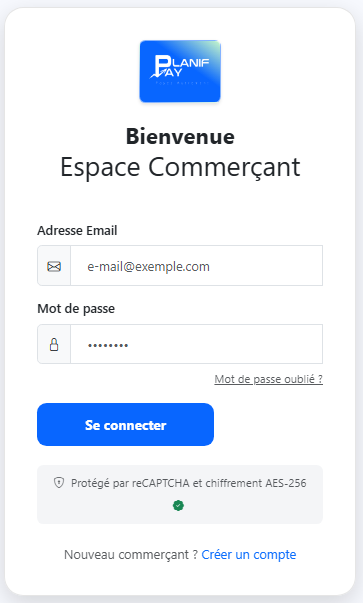 PLANIF
PAY
Bienvenue
Espace Commerçant
Adresse Email
e-mail@exemple.com
Mot de passe
••••••••
Mot de passe oublié ?
Se connecter
Protégé par reCAPTCHA et chiffrement AES-256
Nouveau commerçant ? Créer un compte